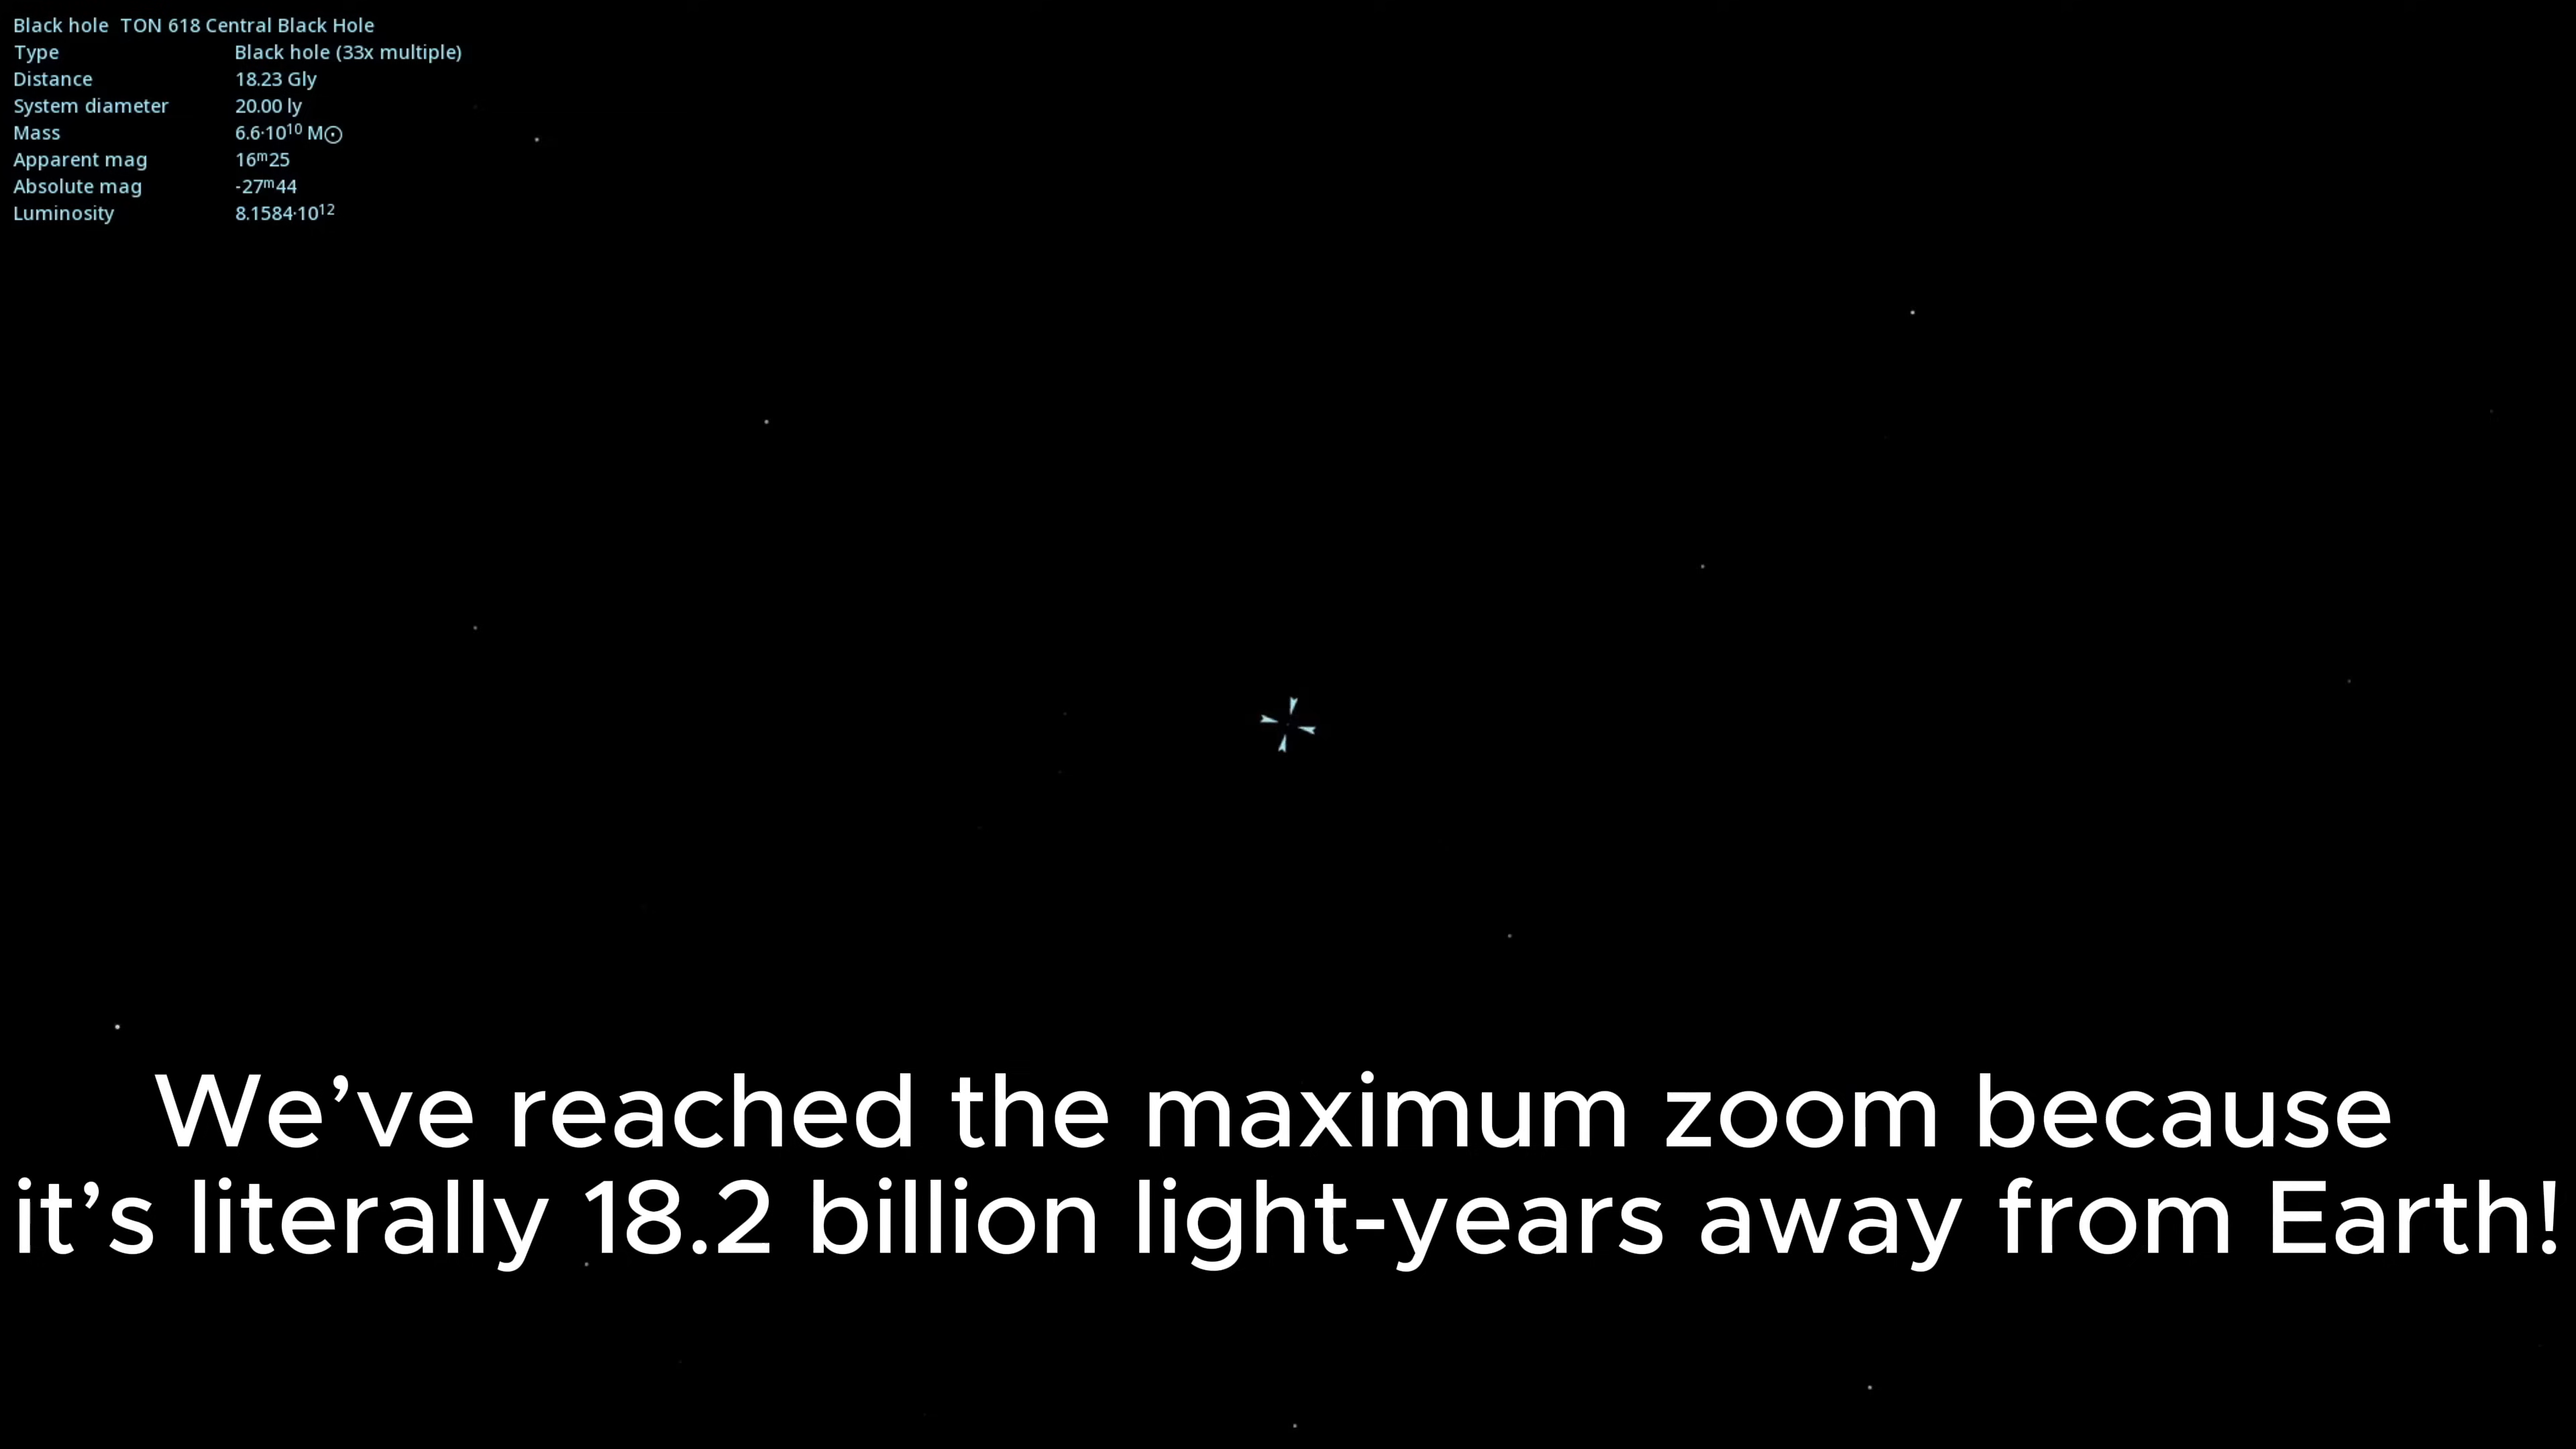 Black hole TON 618 Central Black Hole
Type Black hole (33x multiple)
Distance 18.23 Gly
System diameter 20.00 ly
Mass 6.6·10¹⁰ M☉
Apparent mag 16ᵐ25
Absolute mag -27ᵐ44
Luminosity 8.1584·10¹²
We’ve reached the maximum zoom because
it’s literally 18.2 billion light-years away from Earth!